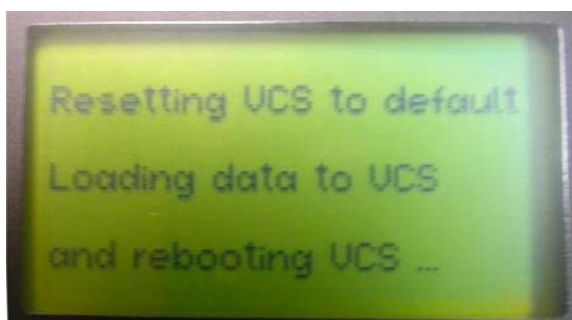 Resetting VCS to default
Loading data to VCS
and rebooting VCS ...